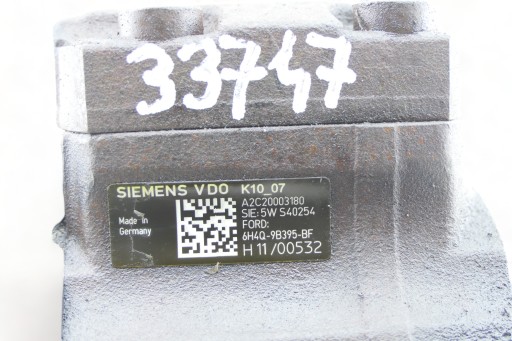 33747
SIEMENS VDO K10_07
A2C20003180
SIE: 5W S40254
Made in
Germany
FORD:
6H4Q-9B395-BF
H 11/00532